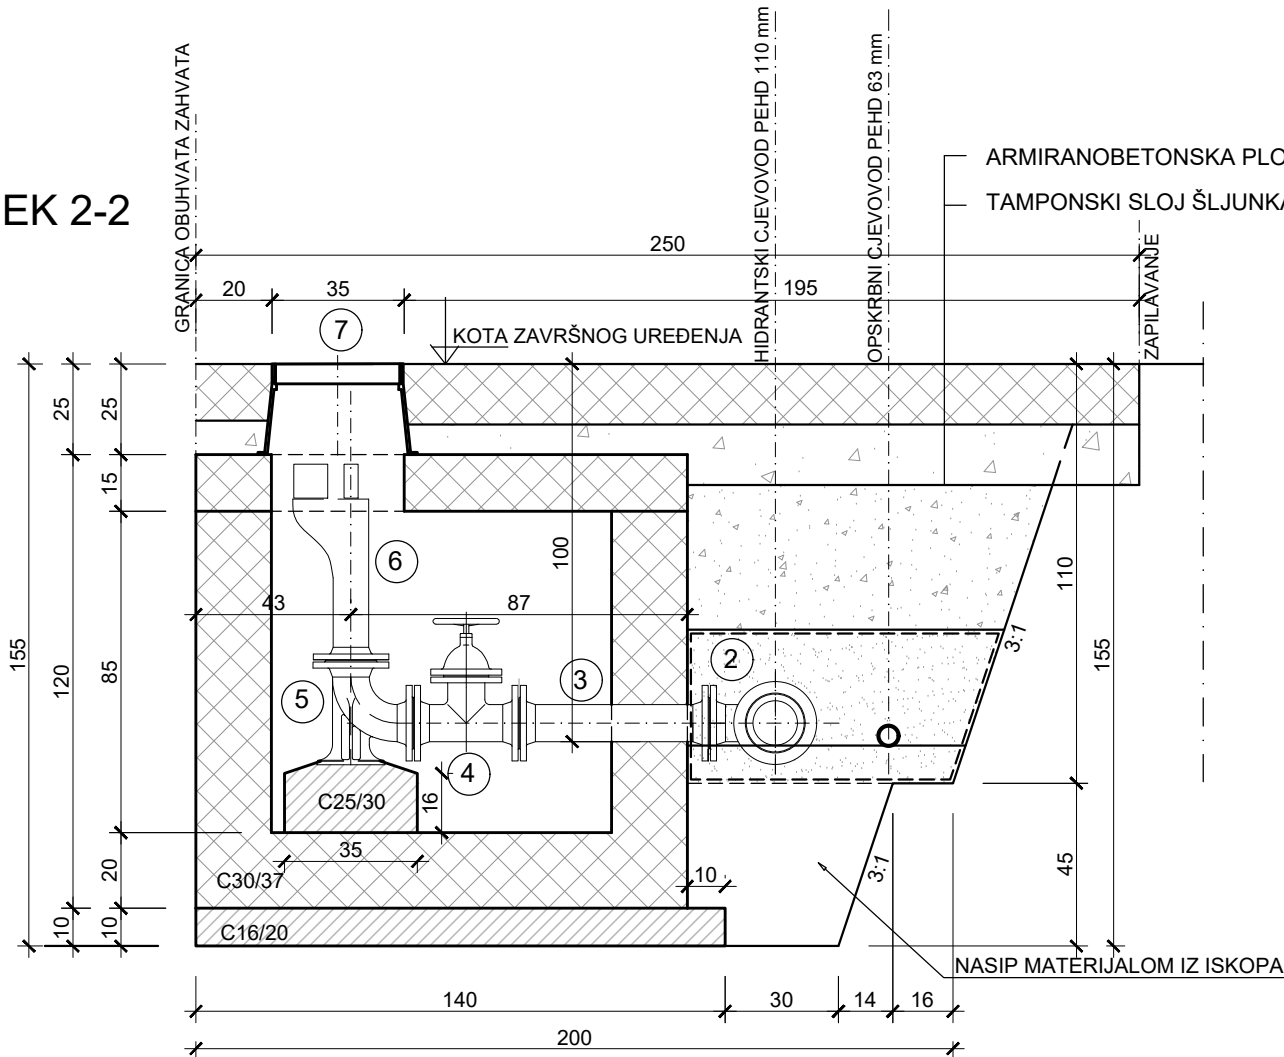 GRANICA OBUHVATA ZAHVATA
HIDRANTSKI CJEVOVOD PEHD 110 mm
OPSKRBNI CJEVOVOD PEHD 63 mm
ARMIRANOBETONSKA PLO
TAMPONSKI SLOJ ŠLJUNKA
EK 2-2
ZAPILAVANJE
250
20
35
195
7
KOTA ZAVRŠNOG UREĐENJA
25
25
15
100
6
110
43
87
155
120
85
3:1
155
2
3
5
4
C25/30
16
35
20
C30/37
10
3:1
45
10
10
C16/20
NASIP MATERIJALOM IZ ISKOPA
140
30
14
16
200